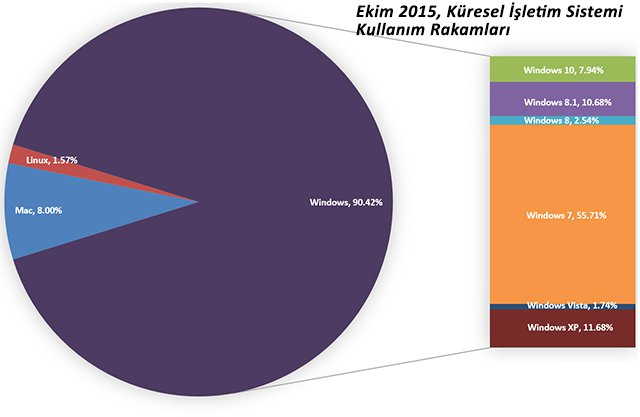 Ekim 2015, Küresel İşletim Sistemi
Kullanım Rakamları
Windows 10, 7.94%
Windows 8.1, 10.68%
Windows 8, 2.54%
Linux, 1.57%
Mac, 8.00%
Windows, 90.42%
Windows 7, 55.71%
Windows Vista, 1.74%
Windows XP, 11.68%